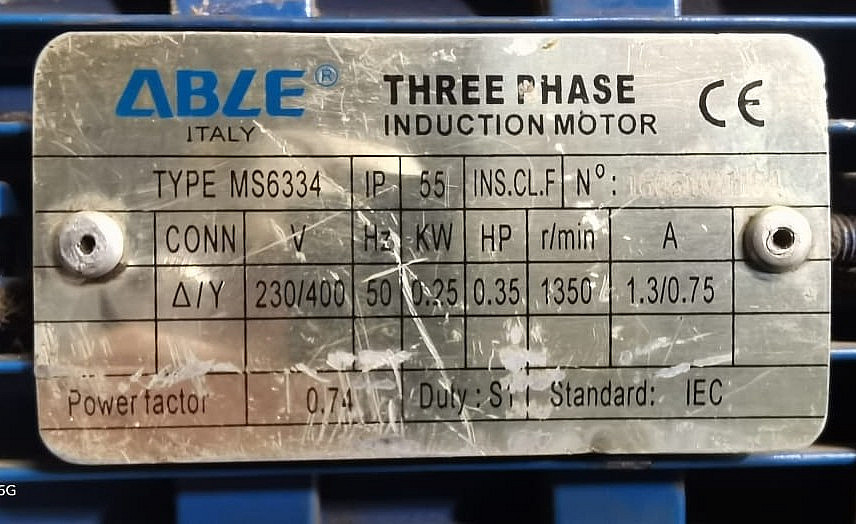 ABLE ® THREE PHASE CE
ITALY INDUCTION MOTOR
TYPE MS6334 IP 55 INS.CL.F Nº:
CONN V Hz KW HP r/min A
Δ/Y 230/400 50 0.25 0.35 1350 1.3/0.75
Power factor 0.74 Duty: S1 Standard: IEC
5G